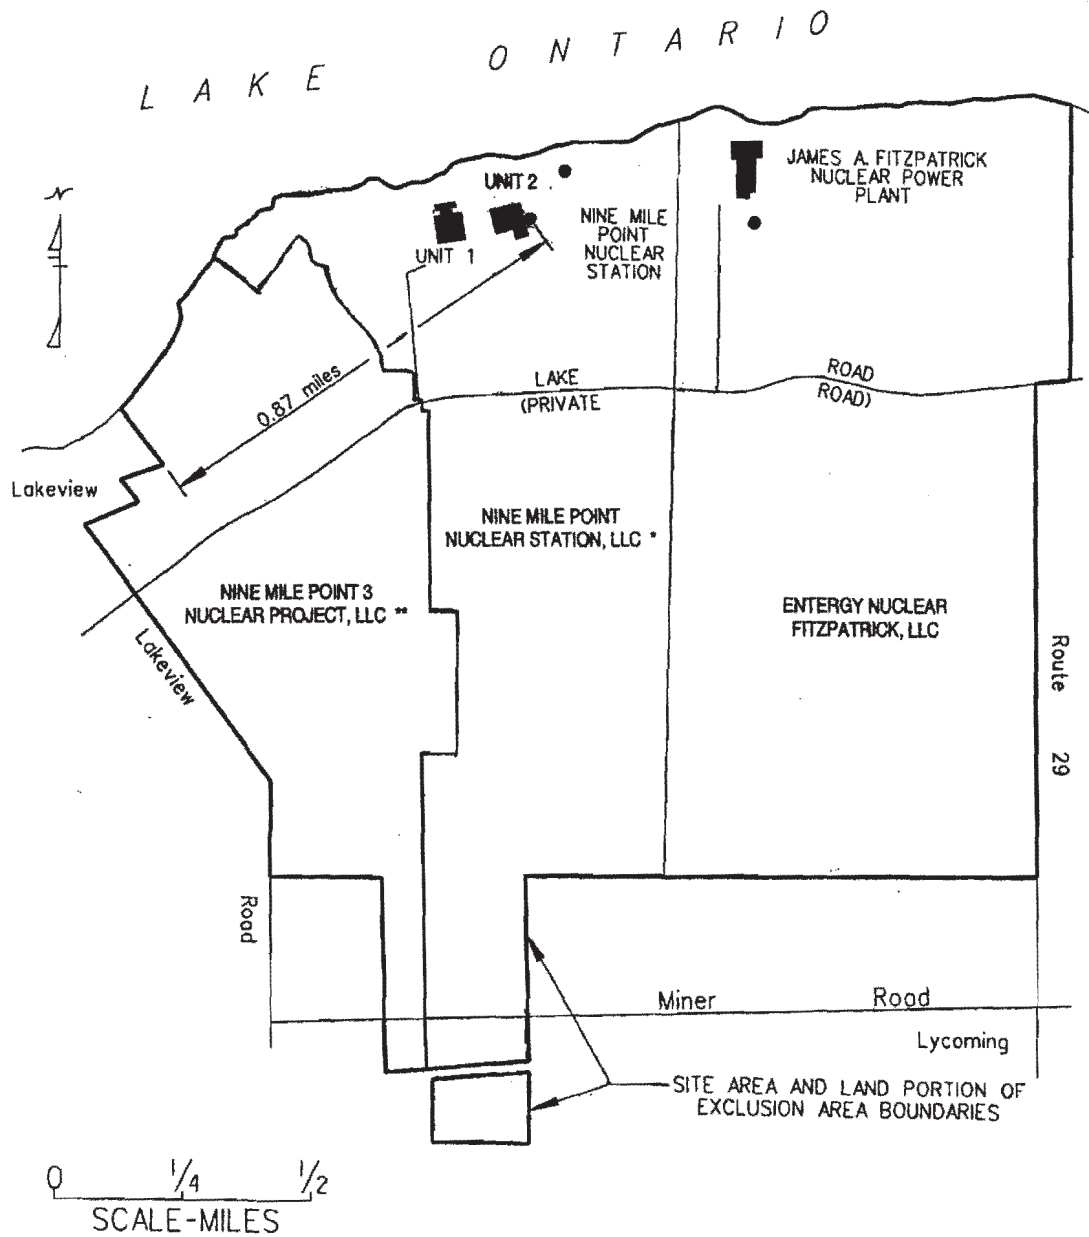 LAKE ONTARIO
N
UNIT 2
UNIT 1
NINE MILE
POINT
NUCLEAR
STATION
JAMES A. FITZPATRICK
NUCLEAR POWER
PLANT
0.87 miles
LAKE ROAD
(PRIVATE ROAD)
Lakeview
NINE MILE POINT
NUCLEAR STATION, LLC *
NINE MILE POINT 3
NUCLEAR PROJECT, LLC **
ENTERGY NUCLEAR
FITZPATRICK, LLC
Lakeview
Route 29
Road
Miner Road
Lycoming
SITE AREA AND LAND PORTION OF
EXCLUSION AREA BOUNDARIES
0 1/4 1/2
SCALE-MILES